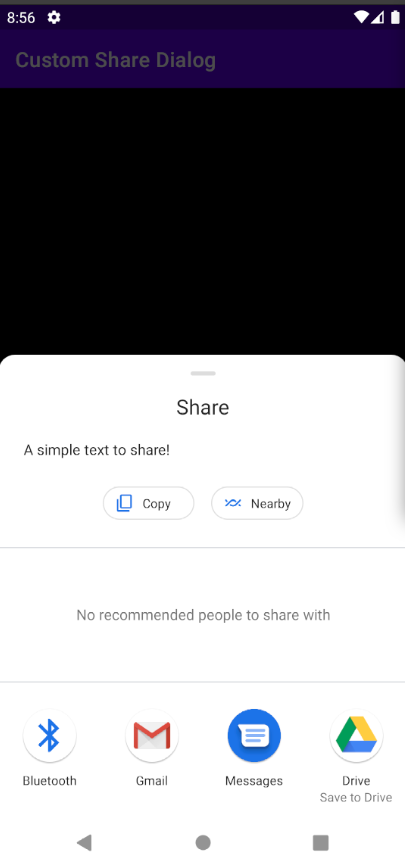 8:56
Custom Share Dialog
Share
A simple text to share!
Copy
Nearby
No recommended people to share with
Bluetooth
Gmail
Messages
Drive
Save to Drive